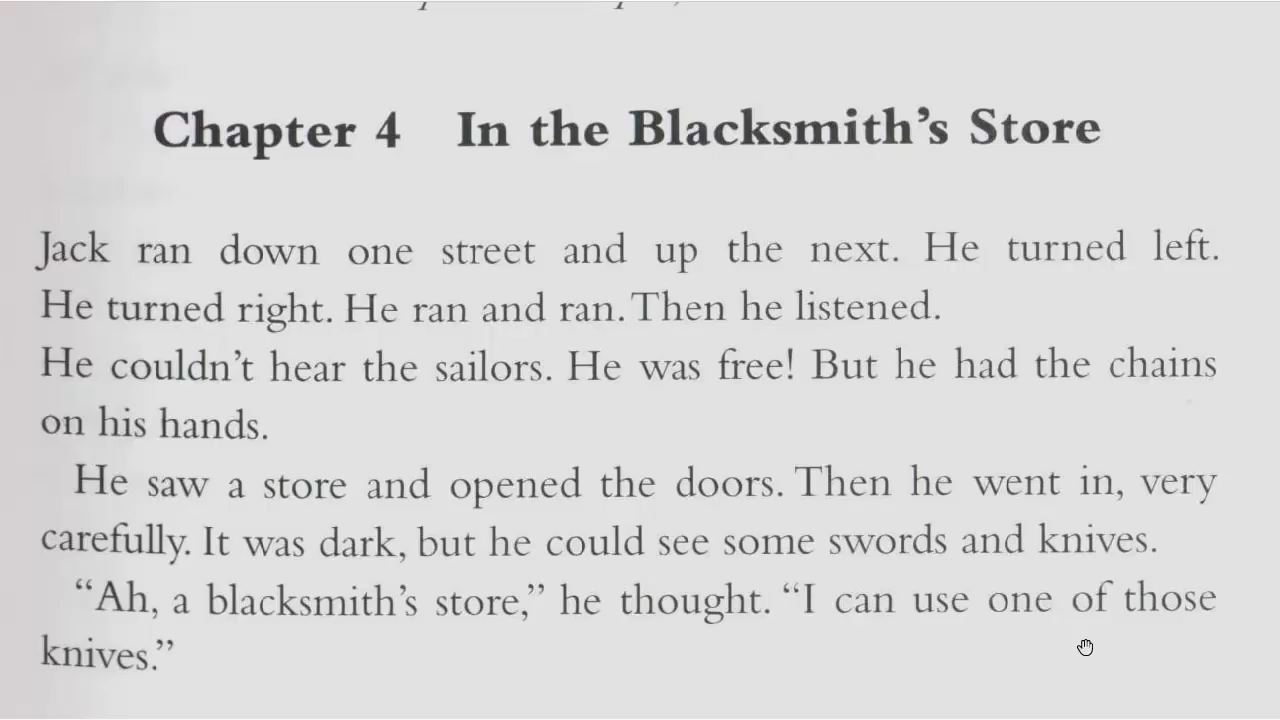 Chapter 4 In the Blacksmith's Store
Jack ran down one street and up the next. He turned left.
He turned right. He ran and ran. Then he listened.
He couldn't hear the sailors. He was free! But he had the chains
on his hands.
He saw a store and opened the doors. Then he went in, very
carefully. It was dark, but he could see some swords and knives.
“Ah, a blacksmith's store,” he thought. “I can use one of those
knives.”